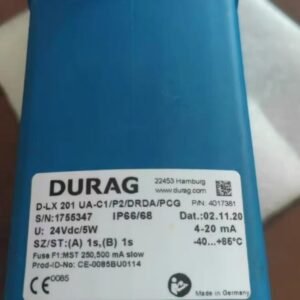 DURAG
22453 Hamburg
www.durag.com
D-LX 201 UA-C1/P2/DRDA/PCG
P/N: 4017381
S/N:1755347 IP66/68 Dat.:02.11.20
U: 24Vdc/5W 4-20 mA
SZ/ST:(A) 1s,(B) 1s -40...+85°C
Fuse F1:MST 250,500 mA slow
Prod-ID-No: CE-0085BU0114
CE 0085
Made in Germany